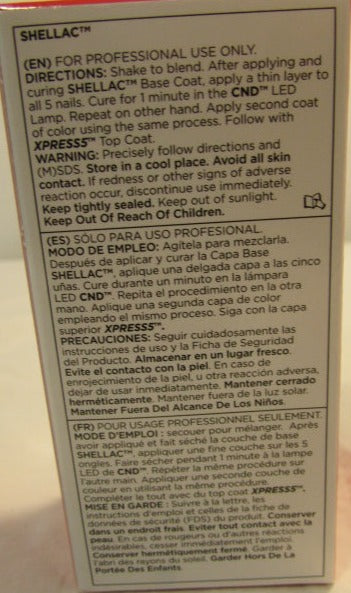 SHELLAC™
(EN) FOR PROFESSIONAL USE ONLY.
DIRECTIONS: Shake to blend. After applying and
curing SHELLAC™ Base Coat, apply a thin layer to
all 5 nails. Cure for 1 minute in the CND™ LED
Lamp. Repeat on other hand. Apply second coat
of color using the same process. Follow with
XPRESS5™ Top Coat.
WARNING: Precisely follow directions and
(M)SDS. Store in a cool place. Avoid all skin
contact. If redness or other signs of adverse
reaction occur, discontinue use immediately.
Keep tightly sealed. Keep out of sunlight.
Keep Out Of Reach Of Children.
(ES) SÓLO PARA USO PROFESIONAL.
MODO DE EMPLEO: Agítela para mezclarla.
Después de aplicar y curar la Capa Base
SHELLAC™, aplique una delgada capa a las cinco
uñas. Cure durante un minuto en la lámpara
LED CND™. Repita el procedimiento en la otra
mano. Aplique una segunda capa de color
empleando el mismo proceso. Siga con la capa
superior XPRESS5™.
PRECAUCIONES: Seguir cuidadosamente las
instrucciones de uso y la Ficha de Seguridad
del Producto. Almacenar en un lugar fresco.
Evite el contacto con la piel. En caso de
enrojecimiento de la piel, u otra reacción adversa,
dejar de usar inmediatamente. Mantener cerrado
herméticamente. Mantener fuera de la luz solar.
Mantener Fuera del Alcance De Los Niños.
(FR) POUR USAGE PROFESSIONNEL SEULEMENT.
MODE D'EMPLOI : secouer pour mélanger. Après
avoir appliqué et fait séché la couche de base
SHELLAC™, appliquer une fine couche sur les 5
ongles. Faire sécher pendant 1 minute à la lampe
LED de CND™. Répéter la même procédure sur
l'autre main. Appliquer une seconde couche de
couleur en utilisant la même procédure.
Compléter le tout avec du top coat XPRESS5™.
MISE EN GARDE : Suivre à la lettre, les
instructions d'emploi et celles de la fiche de
données de sécurité (FDS) du produit. Conserver
dans un endroit frais. Eviter tout contact avec la
peau. En cas de rougeurs ou d'autres réactions
indésirables, cesser immédiatement l'emploi.
Conserver hermétiquement fermé. Garder à
l'abri des rayons du soleil. Garder Hors De La
Portée Des Enfants.